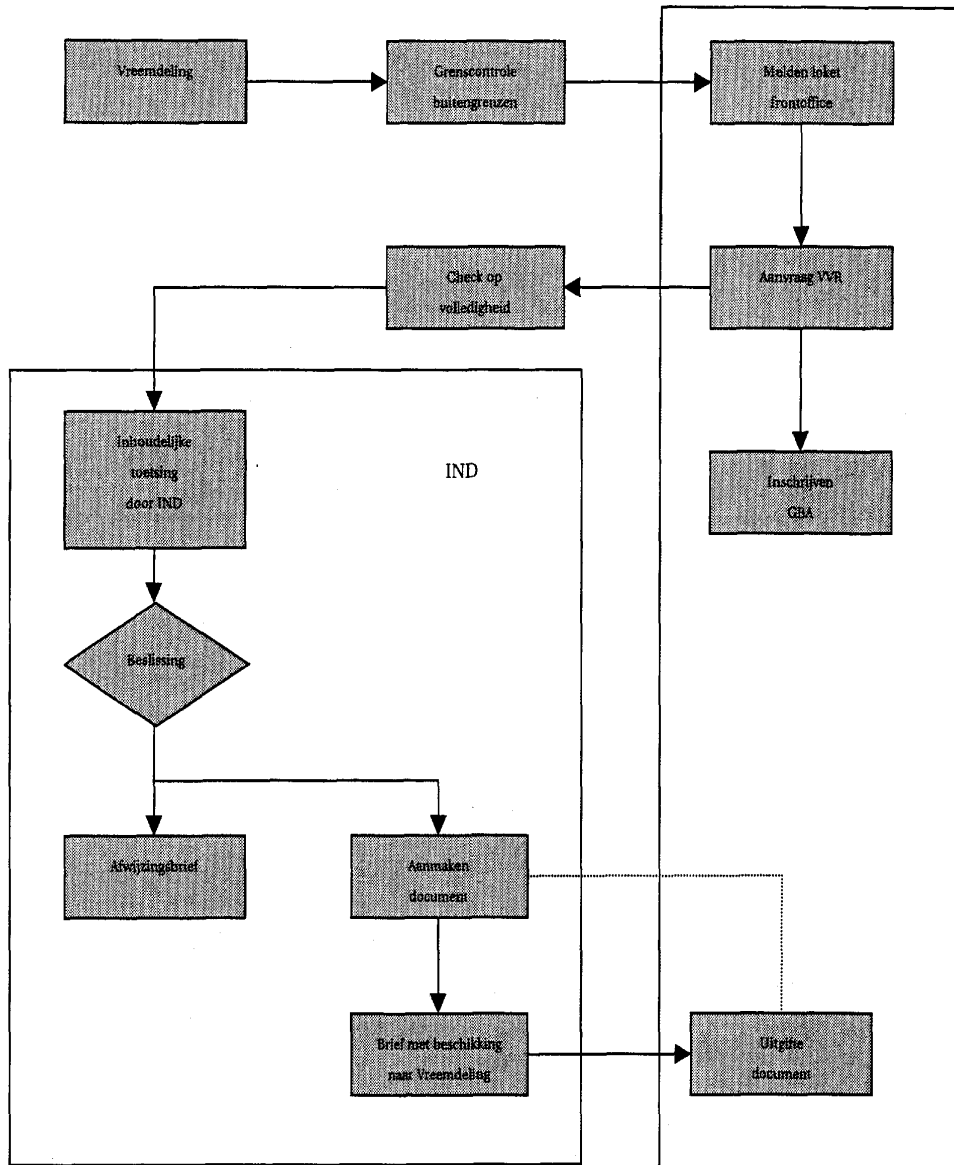 Vreemdeling
Grenscontrole
buitengrenzen
Melden loket
frontoffice
Check op
volledigheid
Aanvraag VVR
Inhoudelijke
toetsing
door IND
IND
Inschrijven
GBA
Beslissing
Afwijzingsbrief
Aanmaken
document
Brief met beschikking
naar Vreemdeling
Uitgifte
document